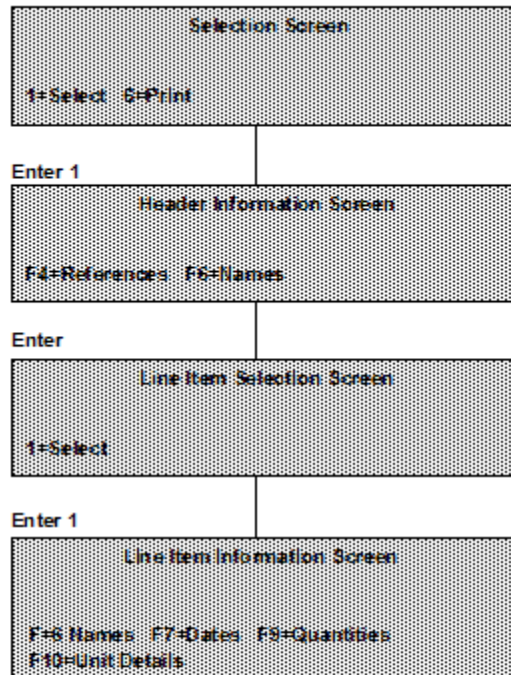 Selection Screen
1=Select 6=Print
Enter 1
Header Information Screen
F4=References F6=Names
Enter
Line Item Selection Screen
1=Select
Enter 1
Line Item Information Screen
F=6 Names F7=Dates F9=Quantities
F10=Unit Details